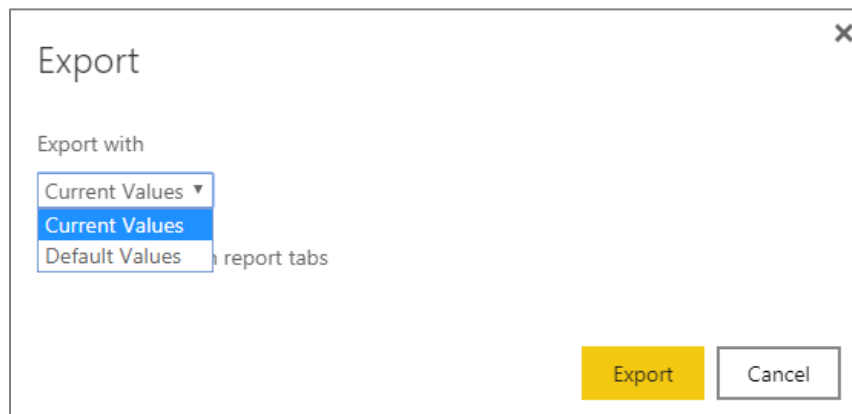 Export
Export with
Current Values
Current Values
Default Values
report tabs
Export Cancel